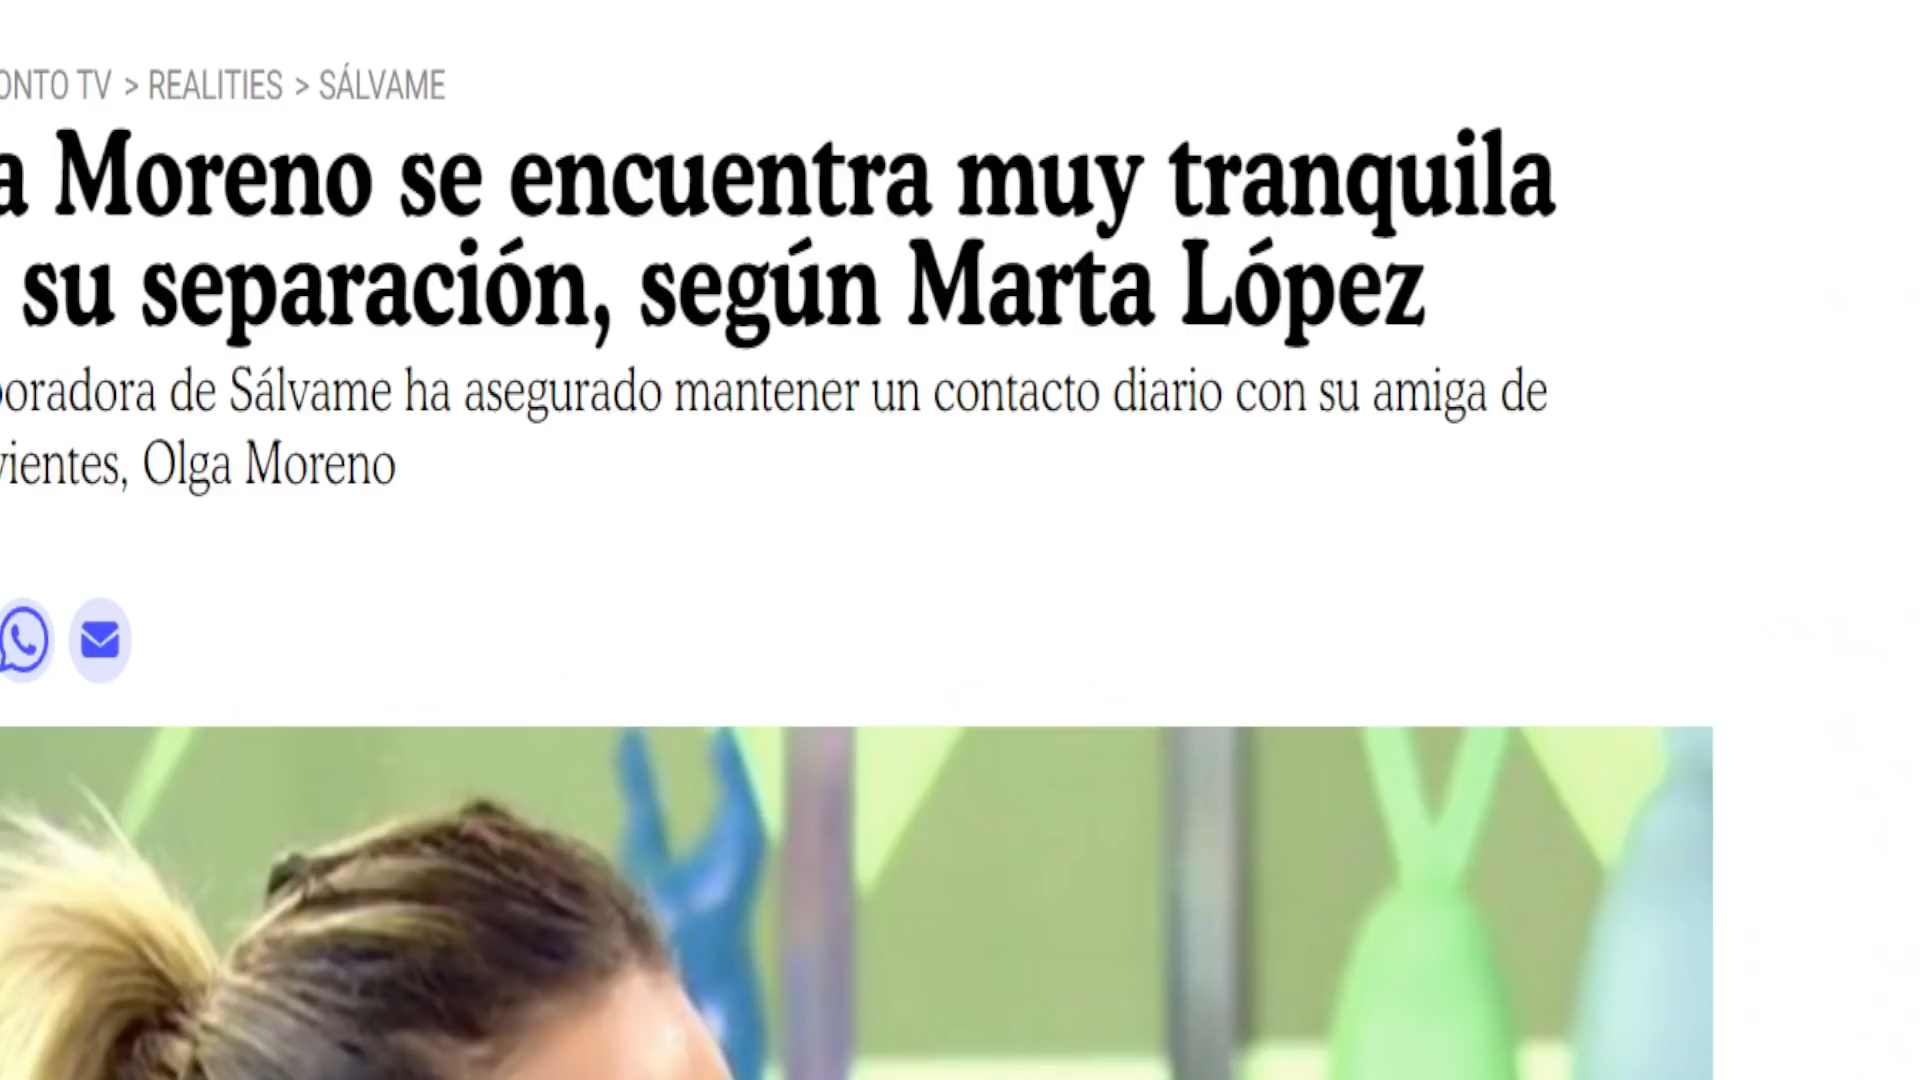 ONTO TV > REALITIES > SÁLVAME
a Moreno se encuentra muy tranquila
su separación, según Marta López
boradora de Sálvame ha asegurado mantener un contacto diario con su amiga de
vientes, Olga Moreno